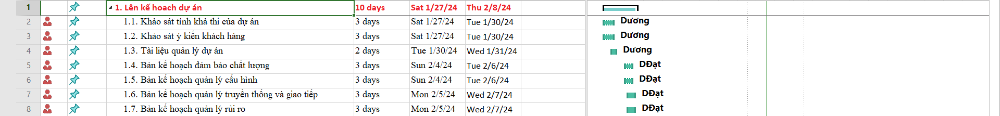 1 1. Lên kế hoạch dự án 10 days Sat 1/27/24 Thu 2/8/24
2 1.1. Khảo sát tính khả thi của dự án 3 days Sat 1/27/24 Tue 1/30/24 Dương
3 1.2. Khảo sát ý kiến khách hàng 3 days Sat 1/27/24 Tue 1/30/24 Dương
4 1.3. Tài liệu quản lý dự án 2 days Tue 1/30/24 Wed 1/31/24 Dương
5 1.4. Bản kế hoạch đảm bảo chất lượng 3 days Sun 2/4/24 Tue 2/6/24 DĐạt
6 1.5. Bản kế hoạch quản lý cấu hình 3 days Sun 2/4/24 Tue 2/6/24 DĐạt
7 1.6. Bản kế hoạch quản lý truyền thống và giao tiếp 3 days Mon 2/5/24 Wed 2/7/24 DĐạt
8 1.7. Bản kế hoạch quản lý rủi ro 3 days Mon 2/5/24 Wed 2/7/24 DĐạt